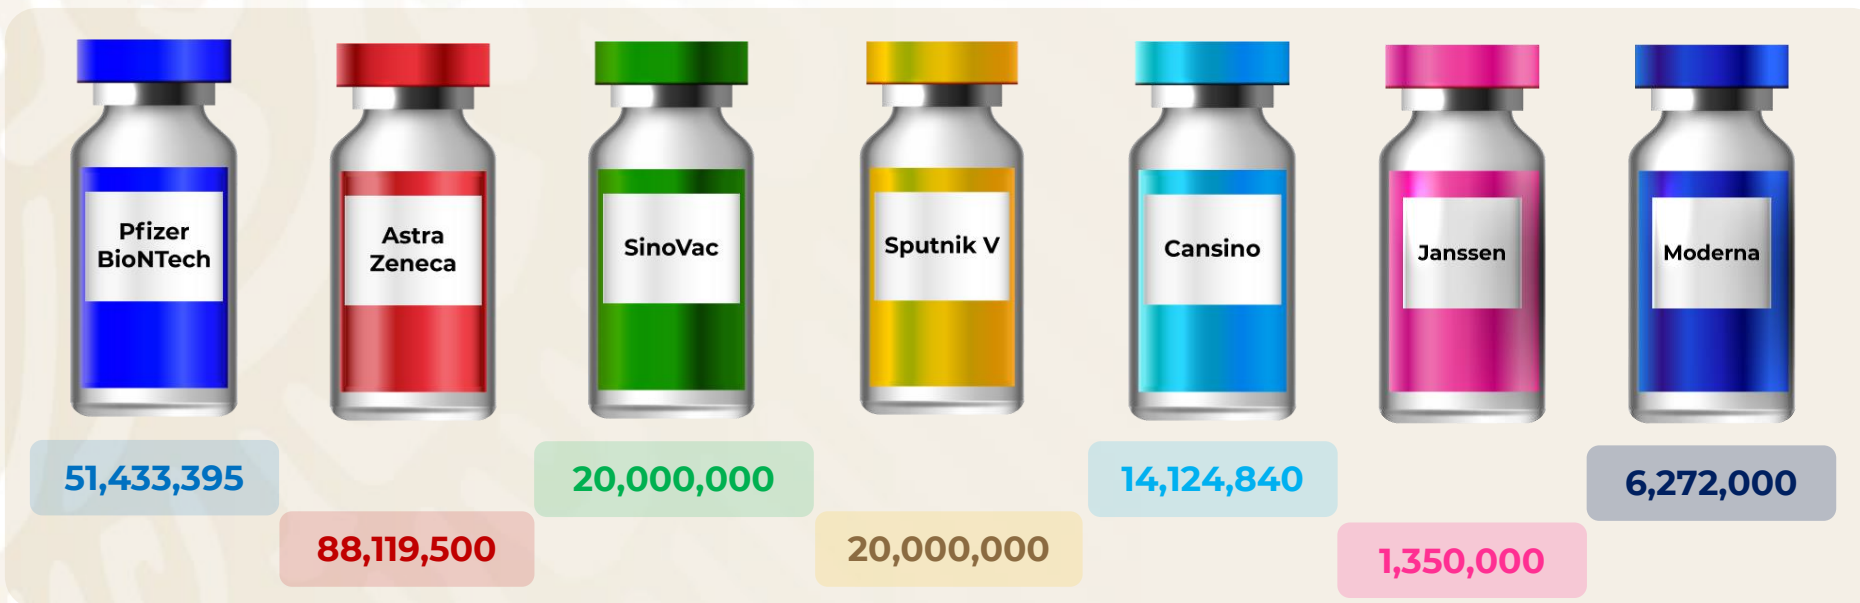 Pfizer
BioNTech
Astra
Zeneca
SinoVac
Sputnik V
Cansino
Janssen
Moderna
51,433,395
88,119,500
20,000,000
20,000,000
14,124,840
1,350,000
6,272,000